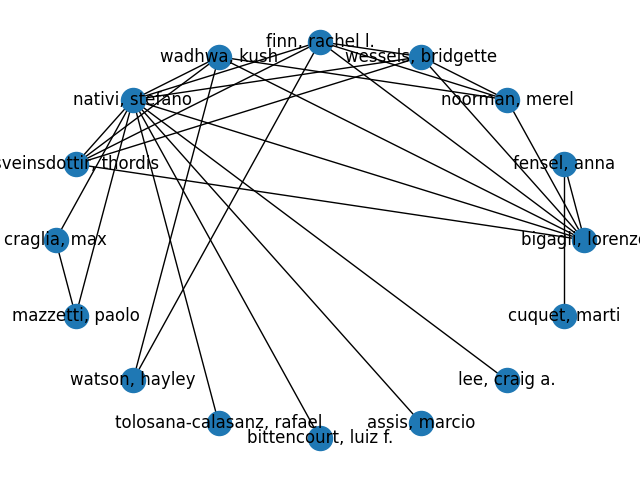 finn, rachel l.
wadhwa, kush
wessels, bridgette
nativi, stefano
noorman, merel
sveinsdottir, thordis
fensel, anna
craglia, max
bigagli, lorenzo
mazzetti, paolo
cuquet, marti
watson, hayley
lee, craig a.
tolosana-calasanz, rafael
assis, marcio
bittencourt, luiz f.